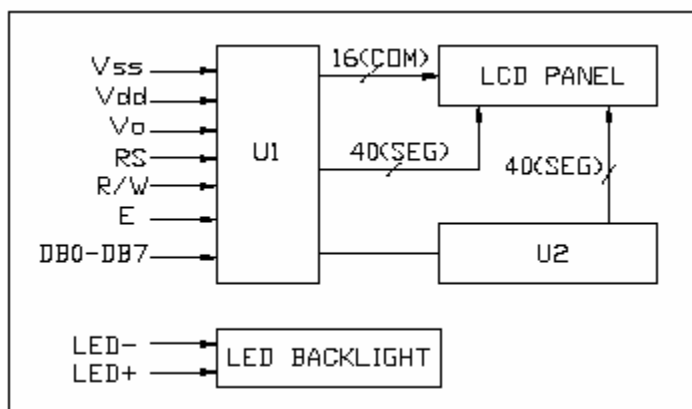 Vss
Vdd
Vo
RS
R/W
E
DB0-DB7
U1
16(COM)
LCD PANEL
40(SEG)
40(SEG)
U2
LED-
LED+
LED BACKLIGHT